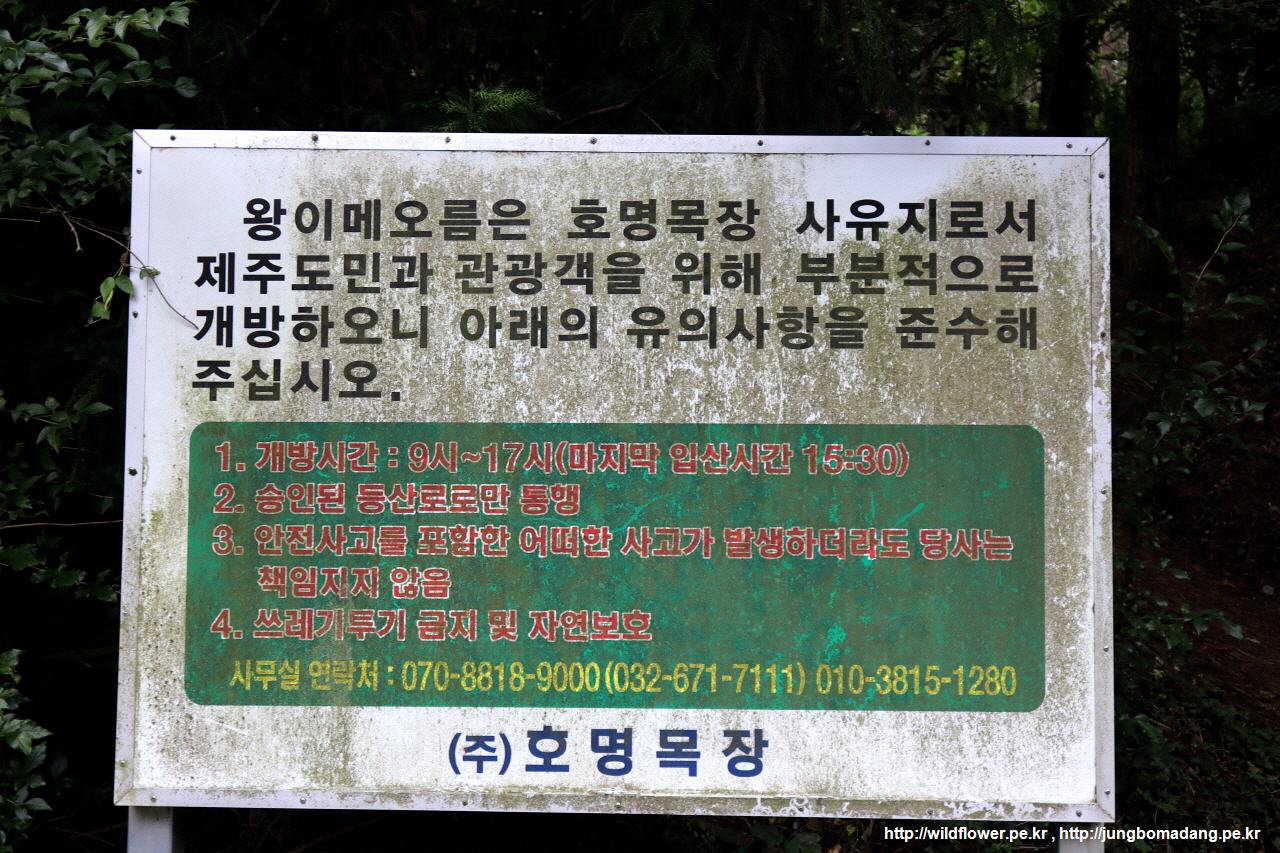 왕이메오름은 호명목장 사유지로서
제주도민과 관광객을 위해 부분적으로
개방하오니 아래의 유의사항을 준수해
주십시오.
1. 개방시간 : 9시~17시(마지막 입산시간 15:30)
2. 승인된 등산로로만 통행
3. 안전사고를 포함한 어떠한 사고가 발생하더라도 당사는
책임지지 않음
4. 쓰레기투기 금지 및 자연보호
사무실 연락처 : 070-8818-9000(032-671-7111) 010-3815-1280
(주)호명목장
http://wildflower.pe.kr , http://jungbomadang.pe.kr